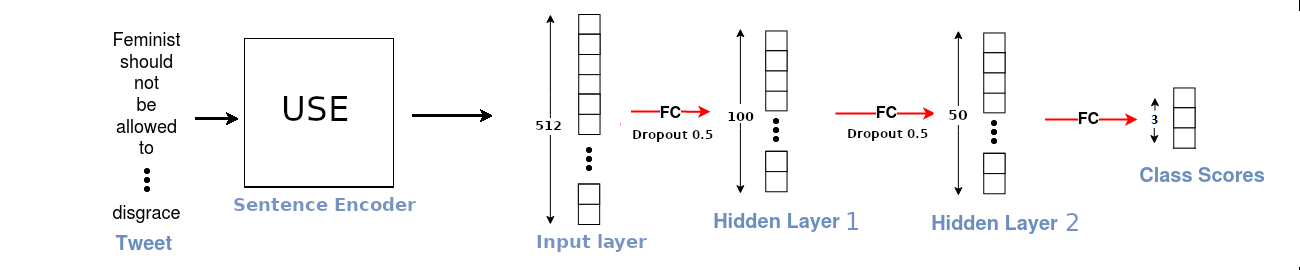 Feminist
should
not
be
allowed
to
disgrace
Tweet
USE
Sentence Encoder
512
Input layer
FC
Dropout 0.5
100
Hidden Layer 1
FC
Dropout 0.5
50
Hidden Layer 2
FC
3
Class Scores